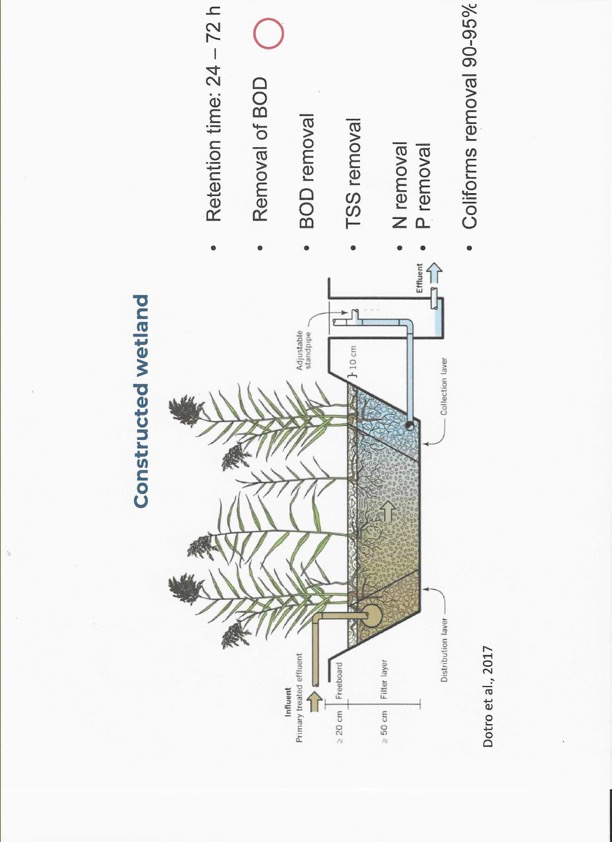 Constructed wetland
Influent
Primary treated effluent
≥ 20 cm
Freeboard
≥ 50 cm
Filter layer
Distribution layer
Adjustable
standpipe
10 cm
Collection layer
Effluent
• Retention time: 24 – 72 h
• Removal of BOD
• BOD removal
• TSS removal
• N removal
• P removal
• Coliforms removal 90-95%
Dotro et al., 2017